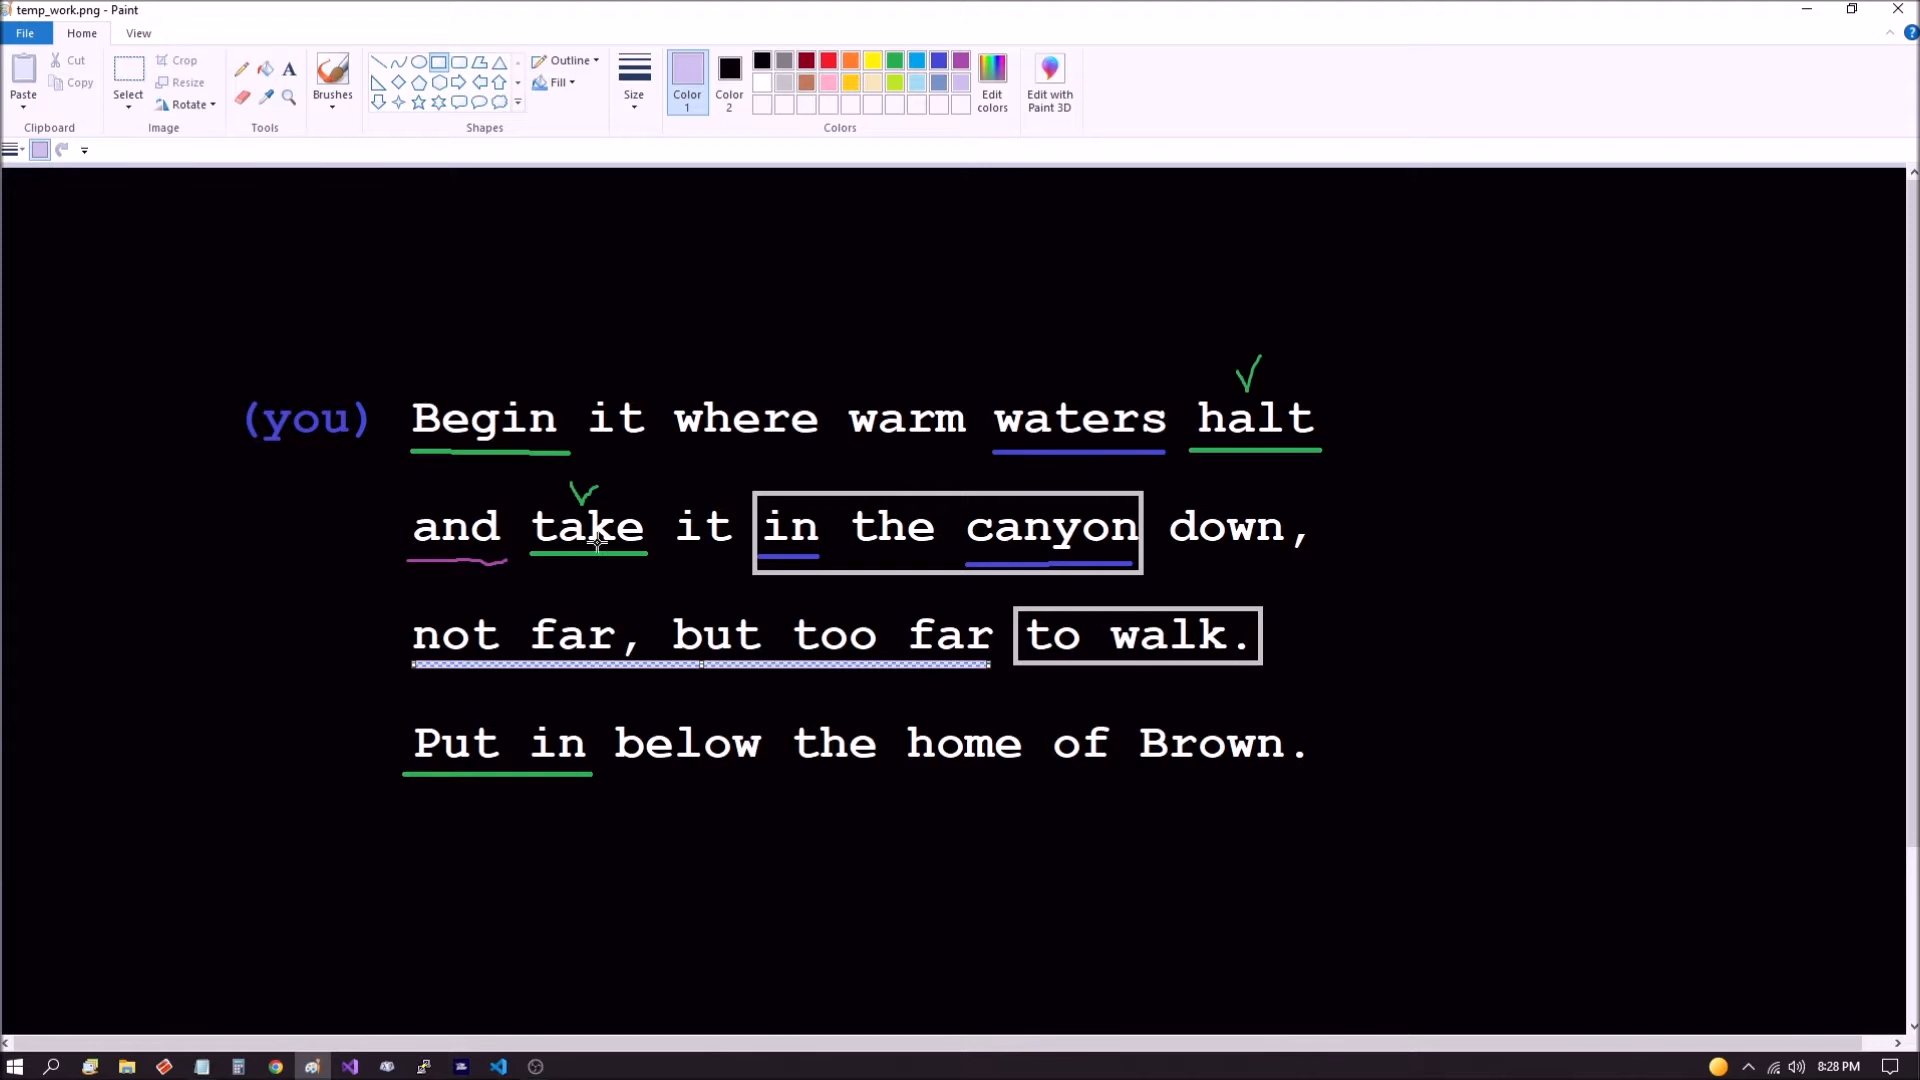 temp_work.png - Paint
File Home View
Paste Cut Copy Select Crop Resize Rotate Brushes Outline Fill Size Color 1 Color 2 Edit colors Edit with Paint 3D
Clipboard Image Tools Shapes Colors
(you) Begin it where warm waters halt
and take it in the canyon down,
not far, but too far to walk.
Put in below the home of Brown.
8:28 PM